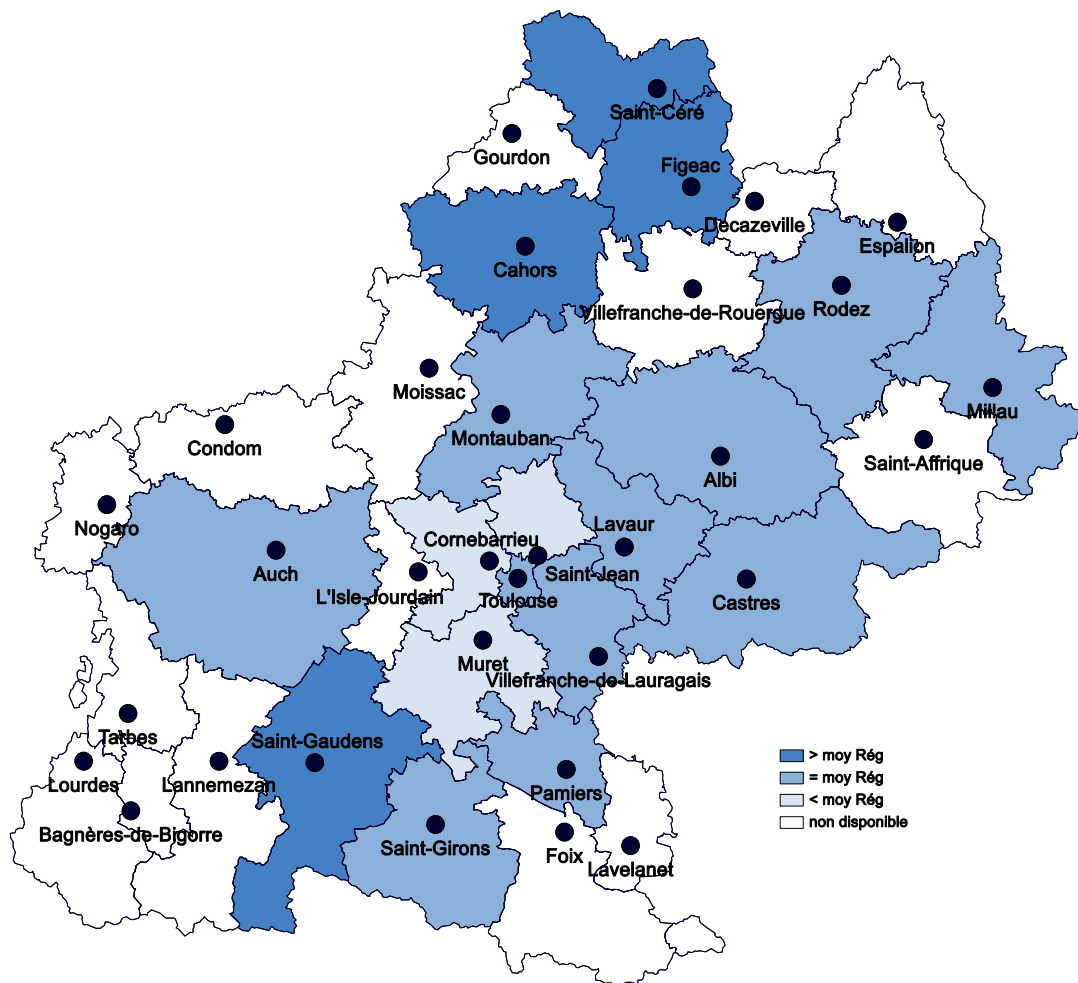 Saint-Céré
Gourdon
Figeac
Decazeville
Espalion
Cahors
Villefranche-de-Rouergue
Rodez
Moissac
Montauban
Millau
Condom
Saint-Affrique
Albi
Nogaro
Lavaur
Cornebarrieu
Auch
Saint-Jean
L'Isle-Jourdain
Toulouse
Castres
Muret
Villefranche-de-Lauragais
Tarbes
Saint-Gaudens
Lourdes
Lannemezan
Pamiers
Bagnères-de-Bigorre
Saint-Girons
Foix
Lavelanet
> moy Rég
= moy Rég
< moy Rég
non disponible